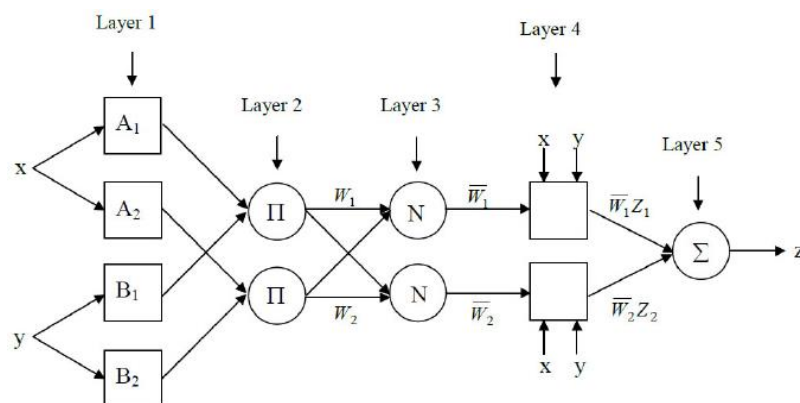 Layer 1
Layer 4
Layer 2
Layer 3
Layer 5
A₁
x
A₂
B₁
y
B₂
Π
Π
W₁
W₂
N
N
W̅₁
W̅₂
x y
x y
W̅₁Z₁
W̅₂Z₂
Σ
z